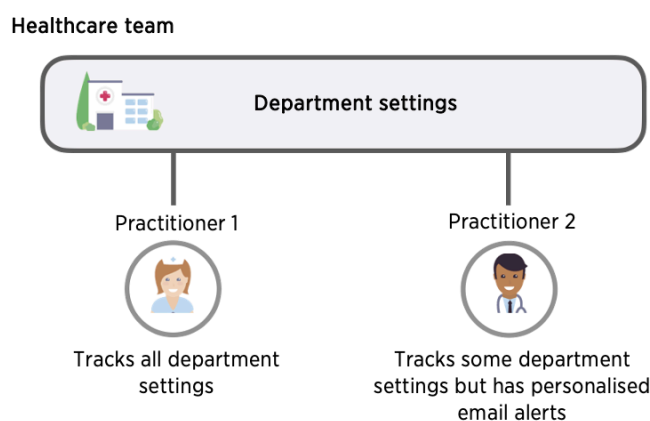 Healthcare team
Department settings
Practitioner 1
Tracks all department
settings
Practitioner 2
Tracks some department
settings but has personalised
email alerts